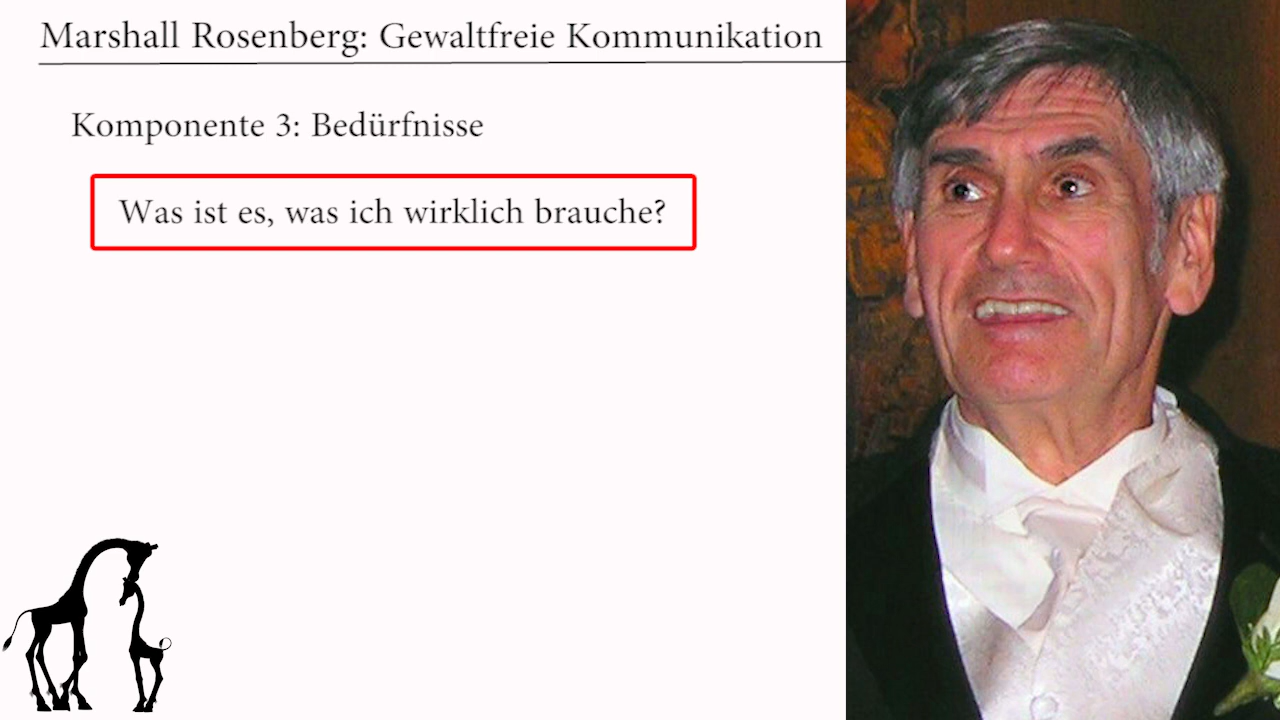 Marshall Rosenberg: Gewaltfreie Kommunikation
Komponente 3: Bedürfnisse
Was ist es, was ich wirklich brauche?